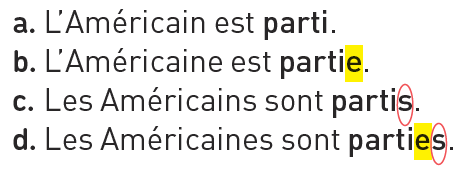 a. L'Américain est parti.
b. L'Américaine est partie.
c. Les Américains sont partis.
d. Les Américaines sont parties.